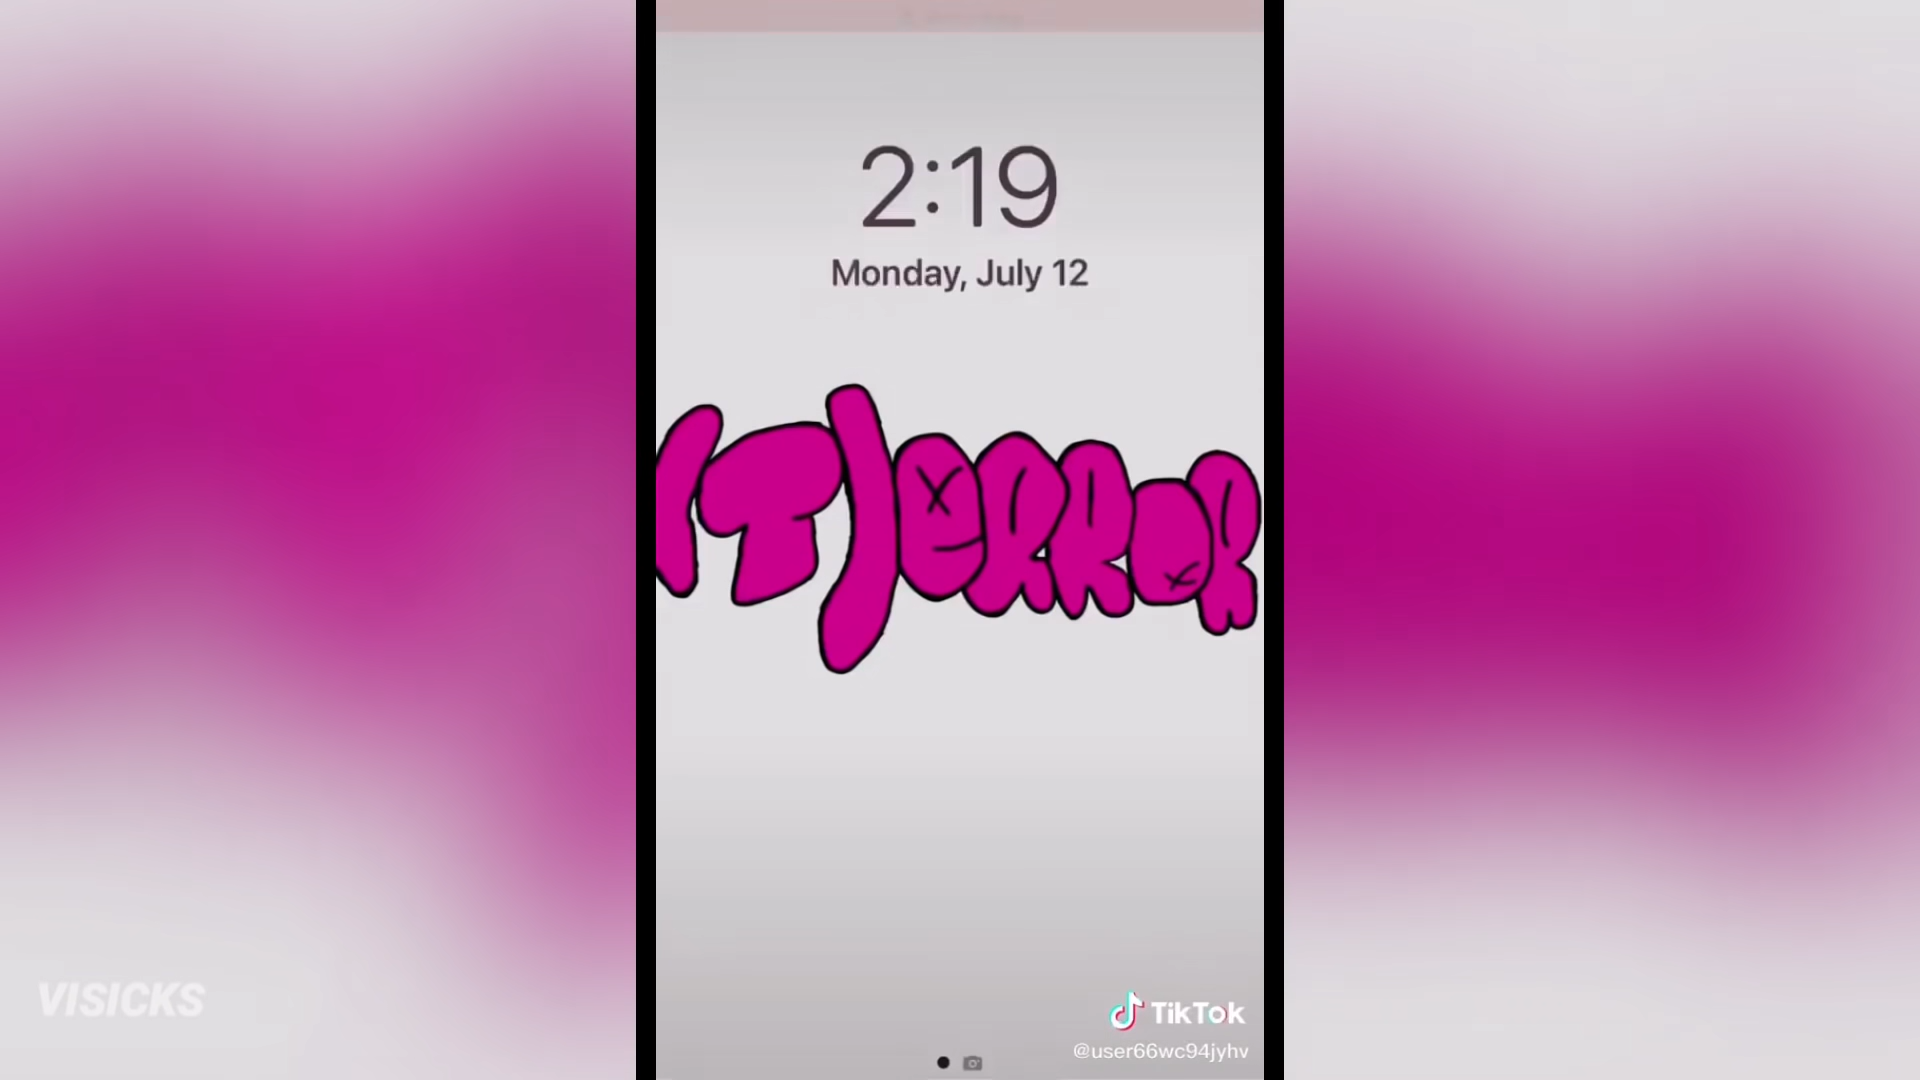 2:19
Monday, July 12
(T)ERROR
VISICKS
TikTok
@user66wc94jyhv